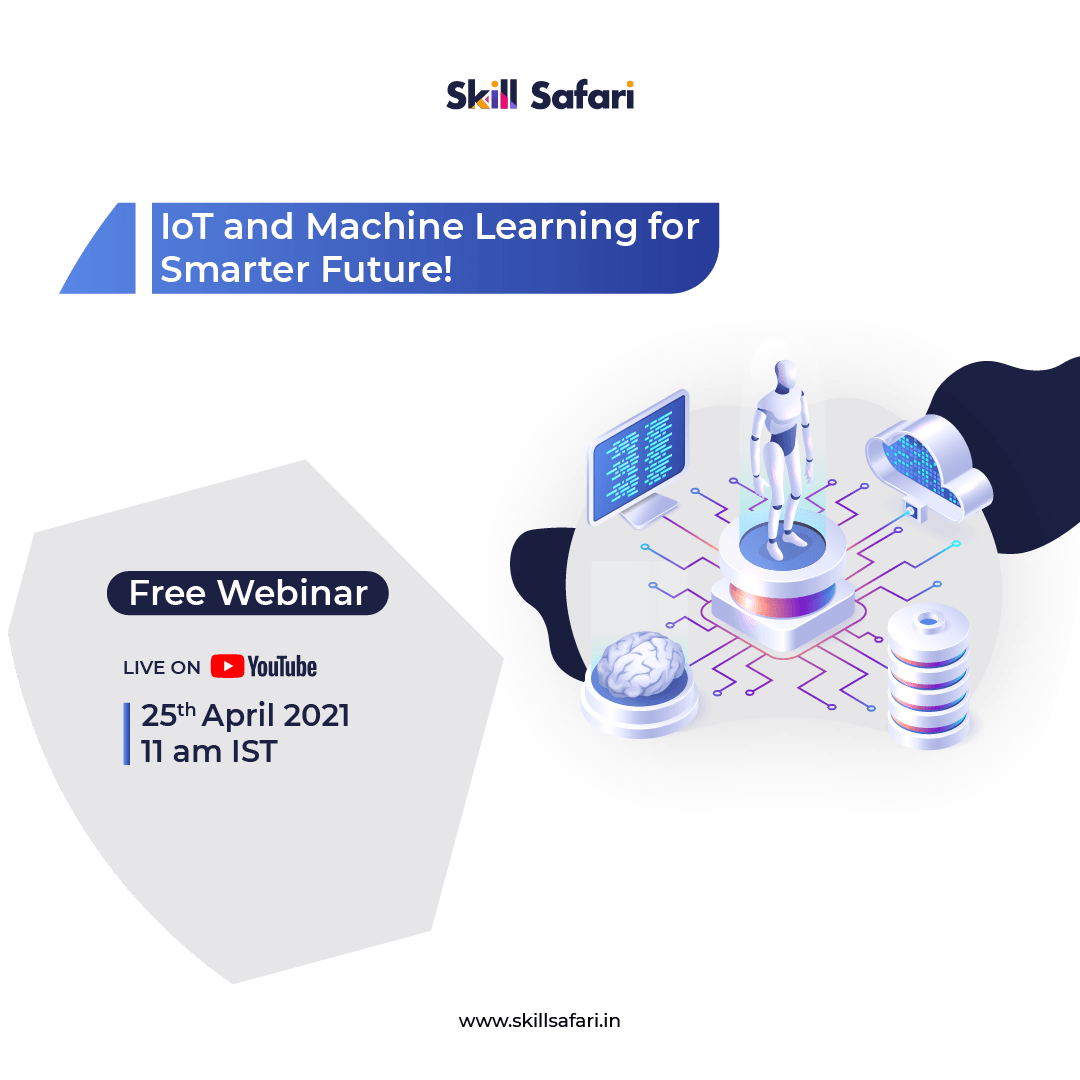 Skill Safari
IoT and Machine Learning for
Smarter Future!
Free Webinar
LIVE ON YouTube
25th April 2021
11 am IST
www.skillsafari.in